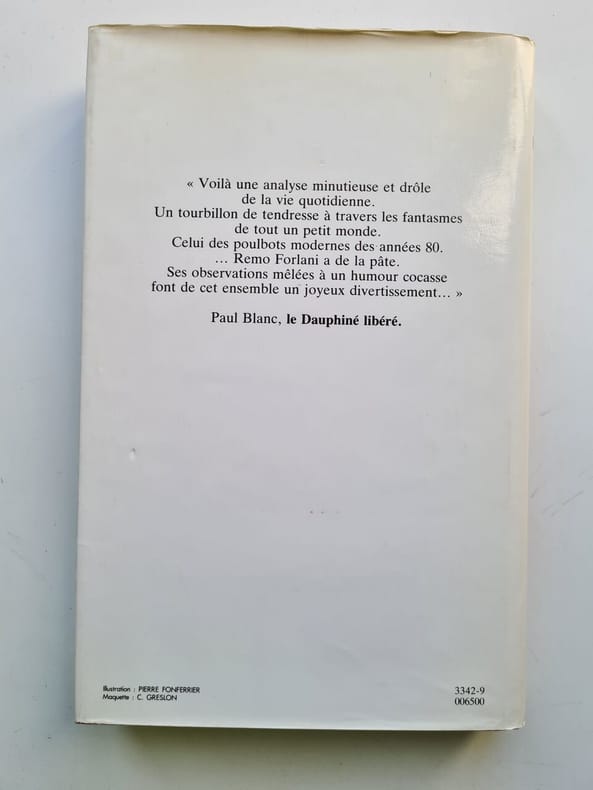 « Voilà une analyse minutieuse et drôle
de la vie quotidienne.
Un tourbillon de tendresse à travers les fantasmes
de tout un petit monde.
Celui des poulbots modernes des années 80.
... Remo Forlani a de la pâte.
Ses observations mêlées à un humour cocasse
font de cet ensemble un joyeux divertissement... »
Paul Blanc, le Dauphiné libéré.
Illustration : PIERRE FONFERRIER
Maquette : C. GRESLON
3342-9
006500